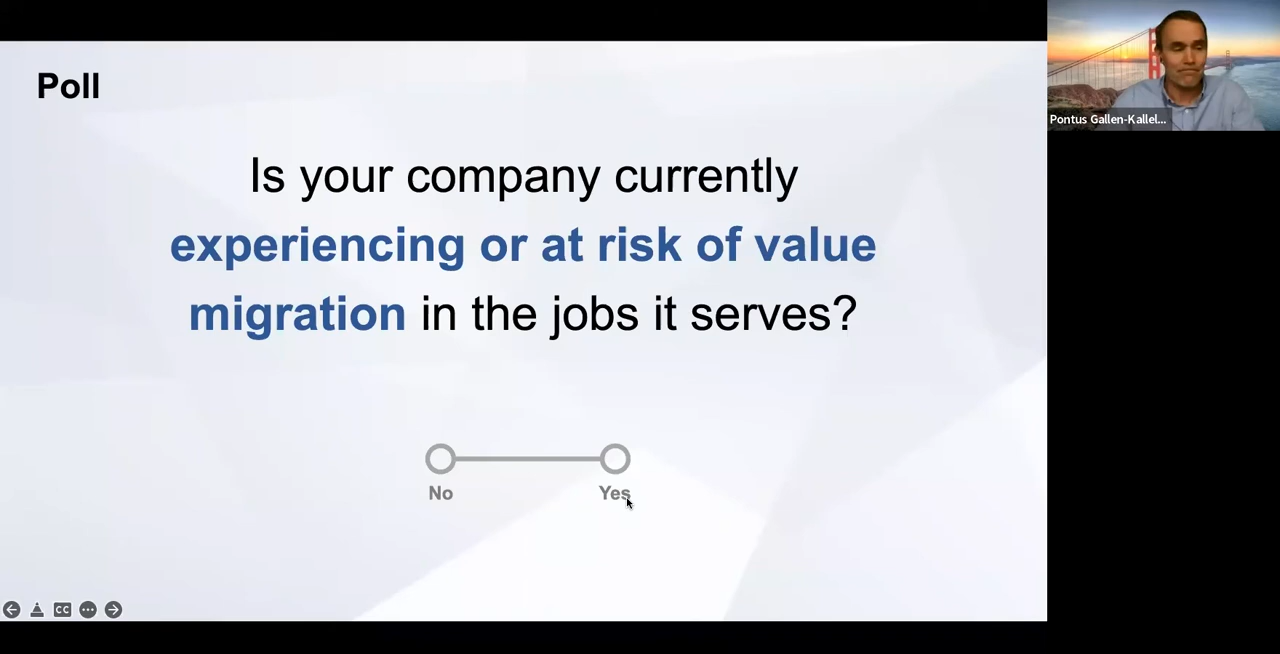 Poll
Is your company currently
experiencing or at risk of value
migration in the jobs it serves?
No Yes
CC
Pontus Gallen-Kallel...